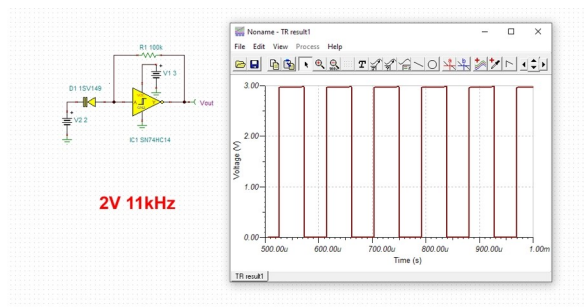 Noname - TR result1
File Edit View Process Help
T
R1 100k
V1 3
D1 1SV149
V2 2
Vout
IC1 SN74HC14
2V 11kHz
3.00
2.00
1.00
0.00
Voltage (V)
500.00u 600.00u 700.00u 800.00u 900.00u 1.00m
Time (s)
TR result1